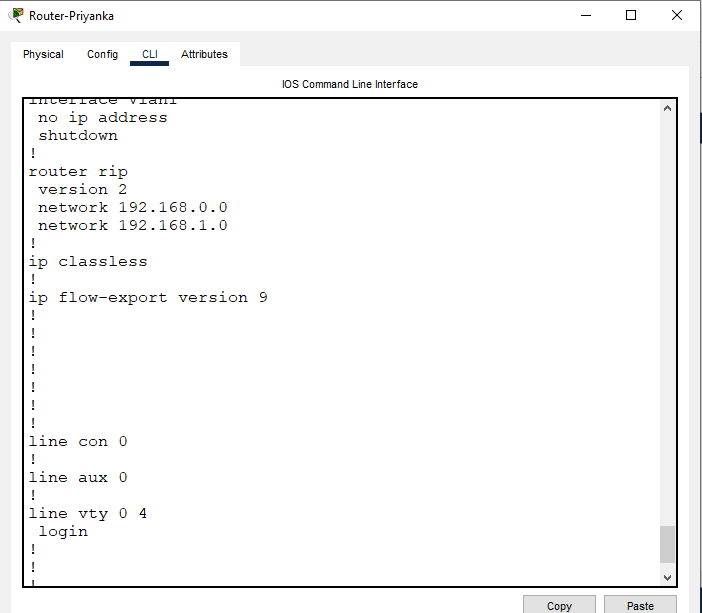 Router-Priyanka
Physical Config CLI Attributes
IOS Command Line Interface
interface Vlan1
no ip address
shutdown
!
router rip
version 2
network 192.168.0.0
network 192.168.1.0
!
ip classless
!
ip flow-export version 9
!
!
!
!
!
!
!
line con 0
!
line aux 0
!
line vty 0 4
login
!
!
!
Copy Paste